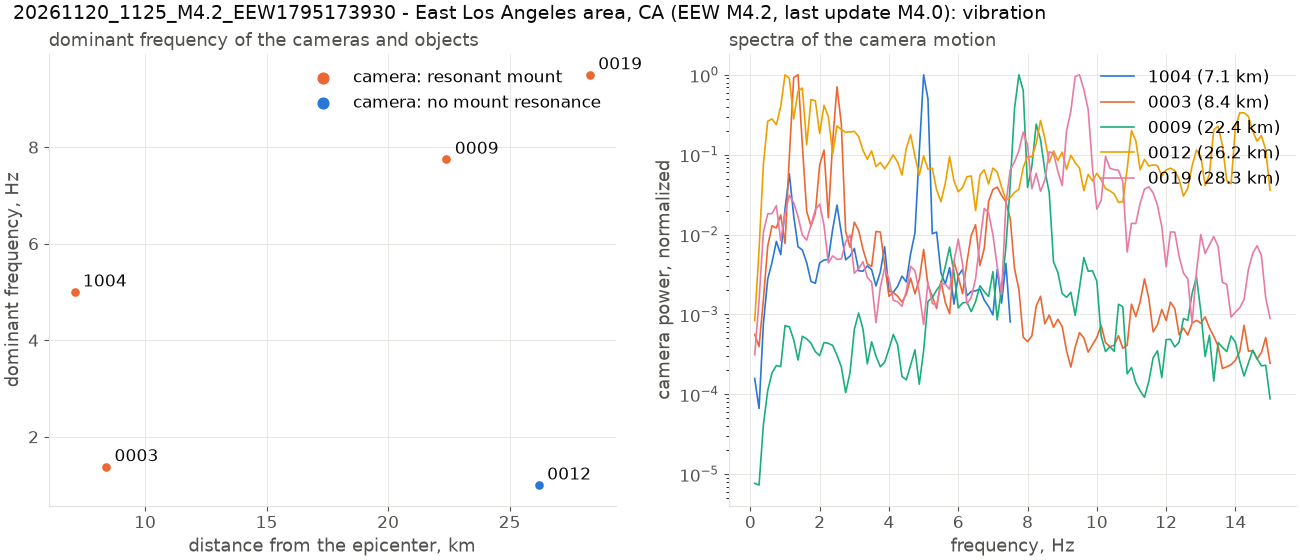 20261120_1125_M4.2_EEW1795173930 - East Los Angeles area, CA (EEW M4.2, last update M4.0): vibration
dominant frequency of the cameras and objects
camera: resonant mount
camera: no mount resonance
0019
0009
1004
0003
0012
8
6
4
2
10
15
20
25
dominant frequency, Hz
distance from the epicenter, km
spectra of the camera motion
1004 (7.1 km)
0003 (8.4 km)
0009 (22.4 km)
0012 (26.2 km)
0019 (28.3 km)
10⁰
10⁻¹
10⁻²
10⁻³
10⁻⁴
10⁻⁵
0
2
4
6
8
10
12
14
camera power, normalized
frequency, Hz